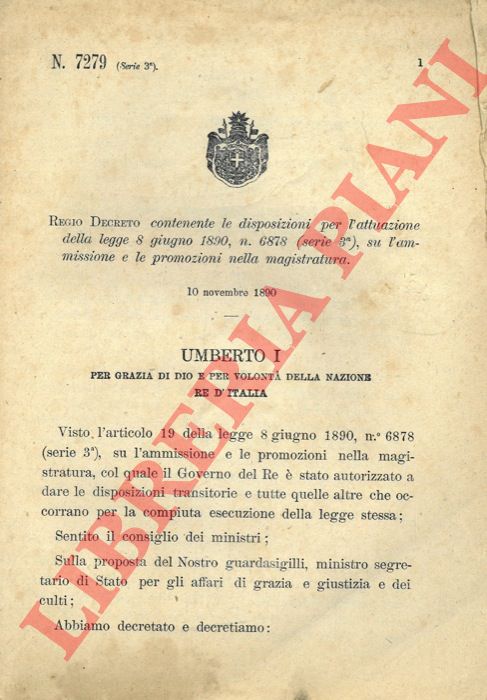 N. 7279 (Serie 3ª). 1
REGIO DECRETO contenente le disposizioni per l'attuazione
della legge 8 giugno 1890, n. 6878 (serie 3ª), su l'am-
missione e le promozioni nella magistratura.
10 novembre 1890
UMBERTO I
PER GRAZIA DI DIO E PER VOLONTÀ DELLA NAZIONE
RE D'ITALIA
Visto l'articolo 19 della legge 8 giugno 1890, n.º 6878
(serie 3ª), su l'ammissione e le promozioni nella magi-
stratura, col quale il Governo del Re è stato autorizzato a
dare le disposizioni transitorie e tutte quelle altre che oc-
corrano per la compiuta esecuzione della legge stessa;
Sentito il consiglio dei ministri;
Sulla proposta del Nostro guardasigilli, ministro segre-
tario di Stato per gli affari di grazia e giustizia e dei
culti;
Abbiamo decretato e decretiamo:
LIBRERIA PIANI